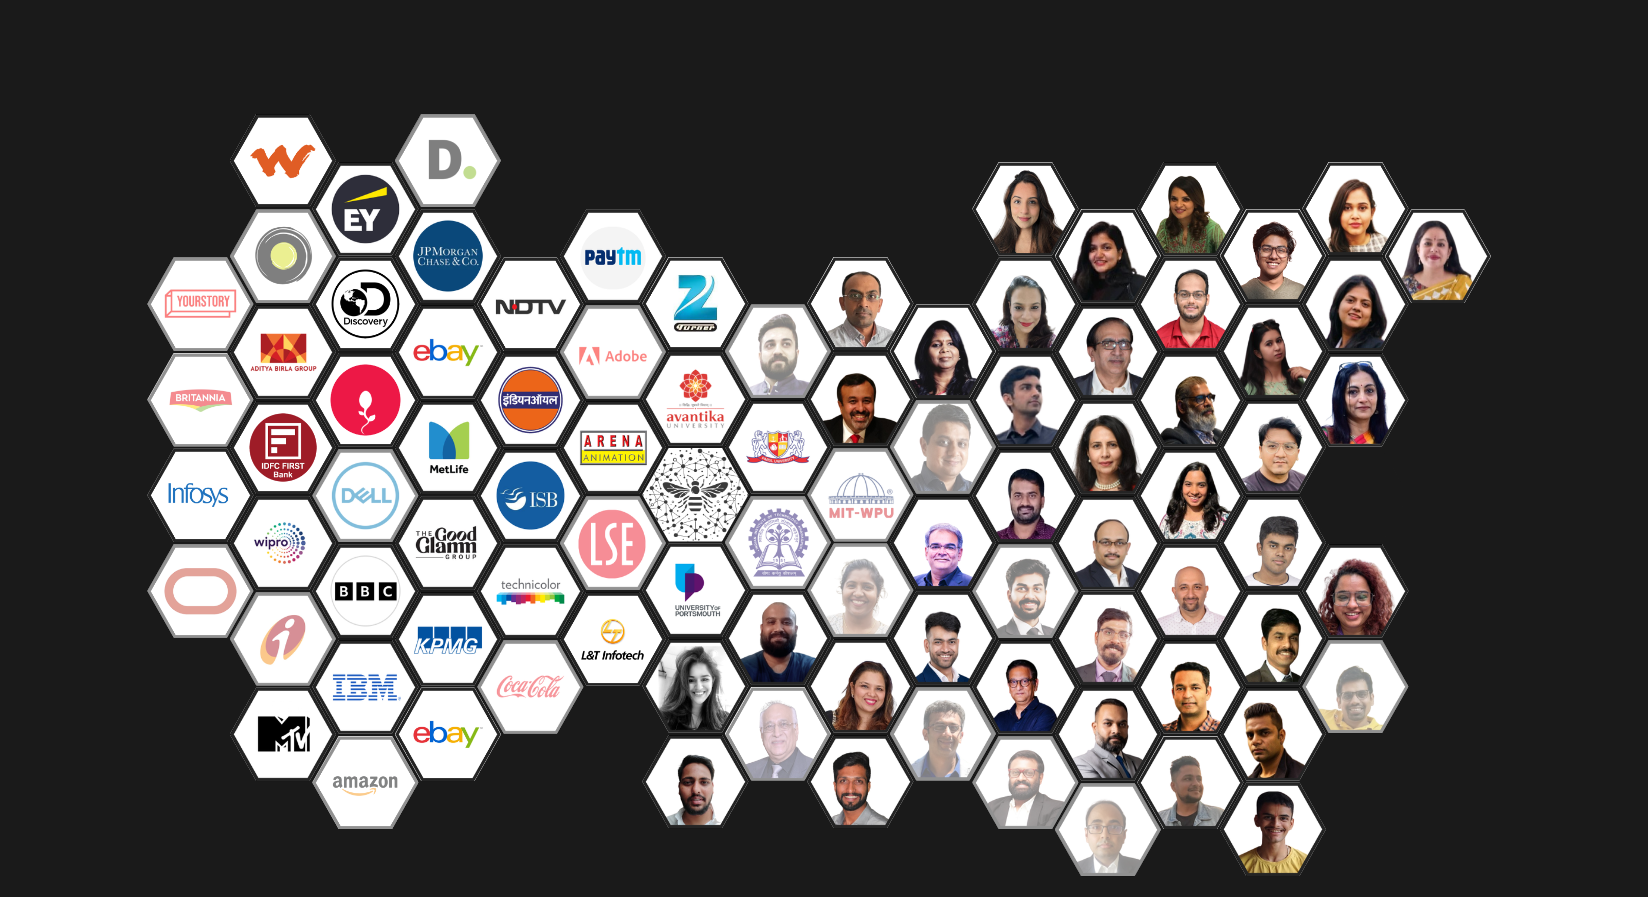 D.
EY
JPMORGAN
CHASE & CO.
paytm
YOURSTORY
Discovery
NDTV
Z
TURNER
ADITYA BIRLA GROUP
ebay
Adobe
BRITANNIA
इंडियनऑयल
avantika
UNIVERSITY
IDFC FIRST
Bank
MetLife
ARENA
ANIMATION
Infosys
DELL
ISB
MIT-WPU
wipro
THE Good
Glamm
GROUP
LSE
BBC
technicolor
UNIVERSITY OF
PORTSMOUTH
i
KPMG
L&T Infotech
IBM
Coca-Cola
MTV
ebay
amazon